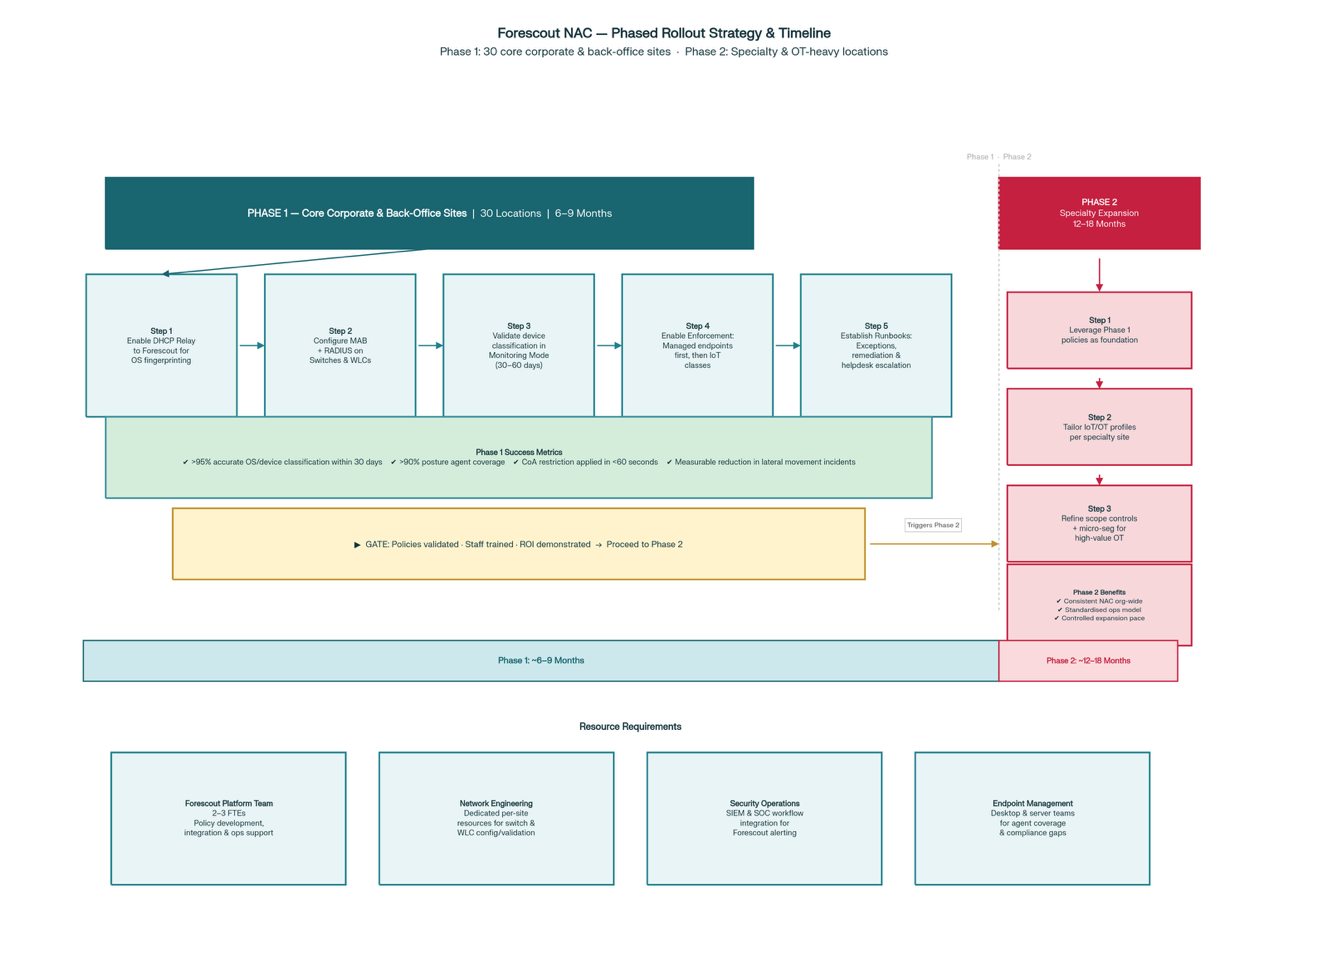 Forescout NAC — Phased Rollout Strategy & Timeline
Phase 1: 30 core corporate & back-office sites · Phase 2: Specialty & OT-heavy locations
Phase 1 · Phase 2
PHASE 1 — Core Corporate & Back-Office Sites | 30 Locations | 6–9 Months
PHASE 2
Specialty Expansion
12–18 Months
Step 1
Enable DHCP Relay
to Forescout for
OS fingerprinting
Step 2
Configure MAB
+ RADIUS on
Switches & WLCs
Step 3
Validate device
classification in
Monitoring Mode
(30–60 days)
Step 4
Enable Enforcement:
Managed endpoints
first, then IoT
classes
Step 5
Establish Runbooks:
Exceptions,
remediation &
helpdesk escalation
Step 1
Leverage Phase 1
policies as foundation
Step 2
Tailor IoT/OT profiles
per specialty site
Step 3
Refine scope controls
+ micro-seg for
high-value OT
Phase 1 Success Metrics
✔ >95% accurate OS/device classification within 30 days ✔ >90% posture agent coverage ✔ CoA restriction applied in <60 seconds ✔ Measurable reduction in lateral movement incidents
▶ GATE: Policies validated · Staff trained · ROI demonstrated → Proceed to Phase 2
Triggers Phase 2
Phase 2 Benefits
✔ Consistent NAC org-wide
✔ Standardised ops model
✔ Controlled expansion pace
Phase 1: ~6–9 Months
Phase 2: ~12–18 Months
Resource Requirements
Forescout Platform Team
2–3 FTEs
Policy development,
integration & ops support
Network Engineering
Dedicated per-site
resources for switch &
WLC config/validation
Security Operations
SIEM & SOC workflow
integration for
Forescout alerting
Endpoint Management
Desktop & server teams
for agent coverage
& compliance gaps